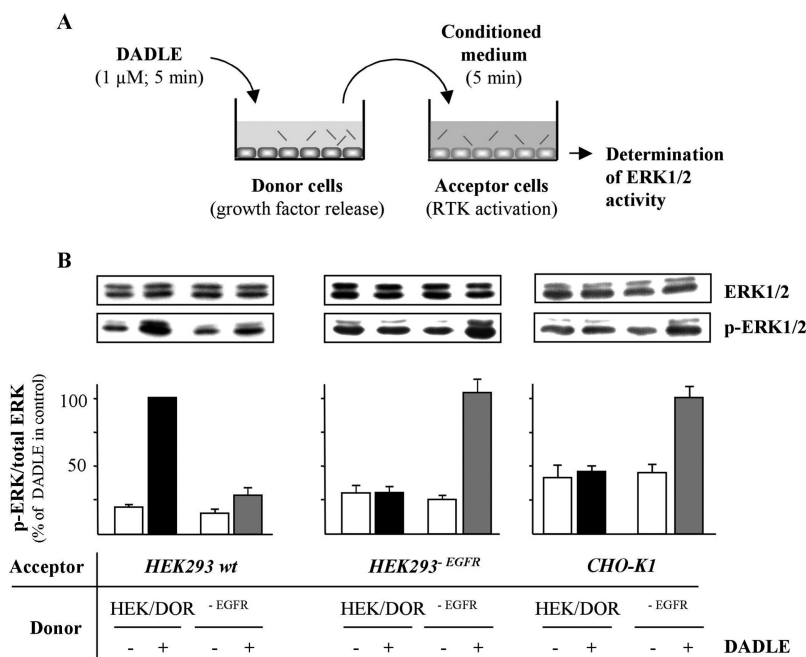 A
DADLE
(1 µM; 5 min)
Conditioned
medium
(5 min)
Donor cells
(growth factor release)
Acceptor cells
(RTK activation)
Determination
of ERK1/2
activity
B
ERK1/2
p-ERK1/2
p-ERK/total ERK
(% of DADLE in control)
100
50
Acceptor HEK293 wt HEK293- EGFR CHO-K1
Donor
HEK/DOR - EGFR HEK/DOR - EGFR HEK/DOR - EGFR
- + - + - + - + - + - + DADLE